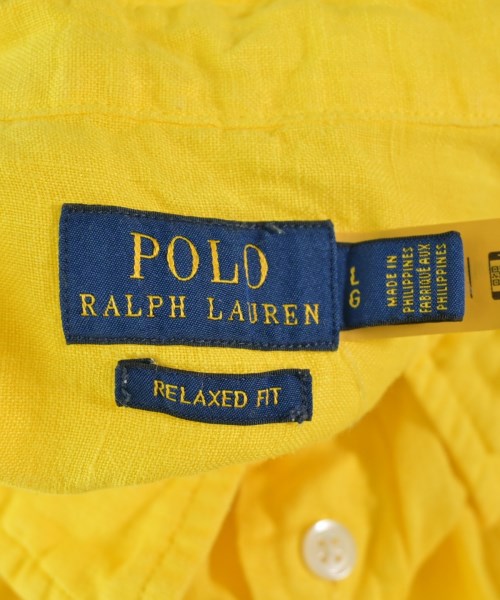 POLO
RALPH LAUREN
L
G
MADE IN
PHILIPPINES
FABRIQUÉ AUX
PHILIPPINES
RELAXED FIT